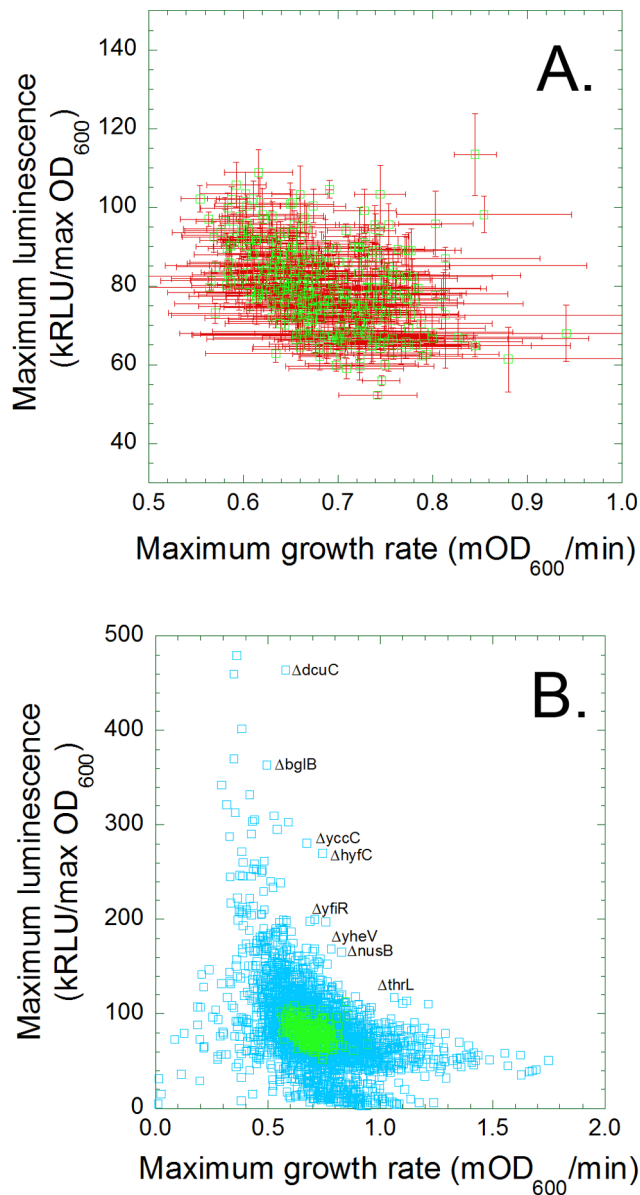 A.
Maximum luminescence
(kRLU/max OD600)
140
120
100
80
60
40
0.5 0.6 0.7 0.8 0.9 1.0
Maximum growth rate (mOD600/min)
B.
Maximum luminescence
(kRLU/max OD600)
500
400
300
200
100
0
ΔdcuC
ΔbglB
ΔyccC
ΔhyfC
ΔyfiR
ΔyheV
ΔnusB
ΔthrL
0.0 0.5 1.0 1.5 2.0
Maximum growth rate (mOD600/min)